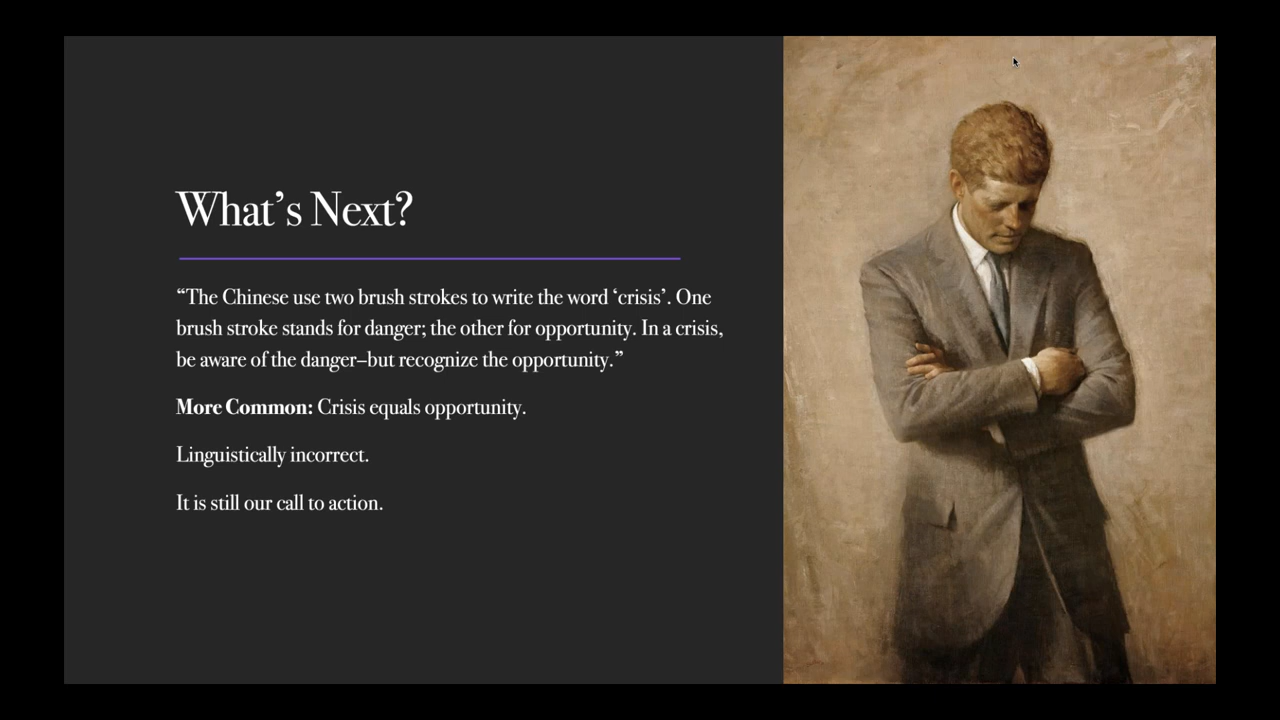 What’s Next?
“The Chinese use two brush strokes to write the word ‘crisis’. One
brush stroke stands for danger; the other for opportunity. In a crisis,
be aware of the danger–but recognize the opportunity.”
More Common: Crisis equals opportunity.
Linguistically incorrect.
It is still our call to action.